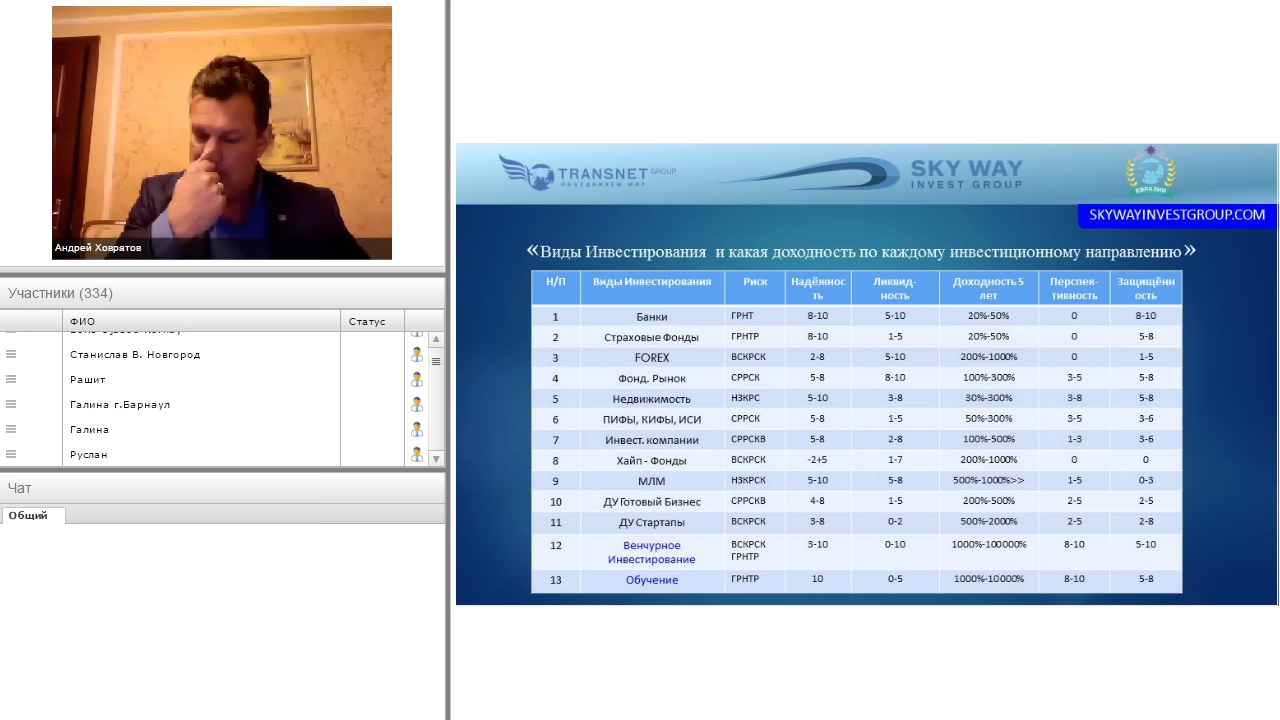 Андрей Ховратов
Участники (334)
ФИО Статус
Станислав В. Новгород
Рашит
Галина г.Барнаул
Галина
Руслан
Чат
Общий
TRANSNET GROUP
ОБЪЕДИНЯЕМ МИР
SKY WAY
INVEST GROUP
ЕВРАЗИЯ
SKYWAYINVESTGROUP.COM
«Виды Инвестирования и какая доходность по каждому инвестиционному направлению»
Н/П Виды Инвестирования Риск Надёжнос Ликвид- Доходность 5 Перспек- Защищённ
ть ность лет тивность ость
1 Банки ГРНТ 8-10 5-10 20%-50% 0 8-10
2 Страховые Фонды ГРНТР 8-10 1-5 20%-50% 0 5-8
3 FOREX ВСКРСК 2-8 5-10 200%-1000% 0 1-5
4 Фонд. Рынок СРРСК 5-8 8-10 100%-300% 3-5 5-8
5 Недвижимость НЗКРС 5-10 3-8 30%-300% 3-8 5-8
6 ПИФЫ, КИФЫ, ИСИ СРРСК 5-8 1-5 50%-300% 3-5 3-6
7 Инвест. компании СРРСКВ 5-8 2-8 100%-500% 1-3 3-6
8 Хайп - Фонды ВСКРСК -2+5 1-7 200%-1000% 0 0
9 МЛМ НЗКРСК 5-10 5-8 500%-1000%>> 1-5 0-3
10 ДУ Готовый Бизнес СРРСКВ 4-8 1-5 200%-500% 2-5 2-5
11 ДУ Стартапы ВСКРСК 3-8 0-2 500%-2000% 2-5 2-8
12 Венчурное ВСКРСК 3-10 0-10 1000%-100000% 8-10 5-10
Инвестирование ГРНТР
13 Обучение ГРНТР 10 0-5 1000%-10000% 8-10 5-8